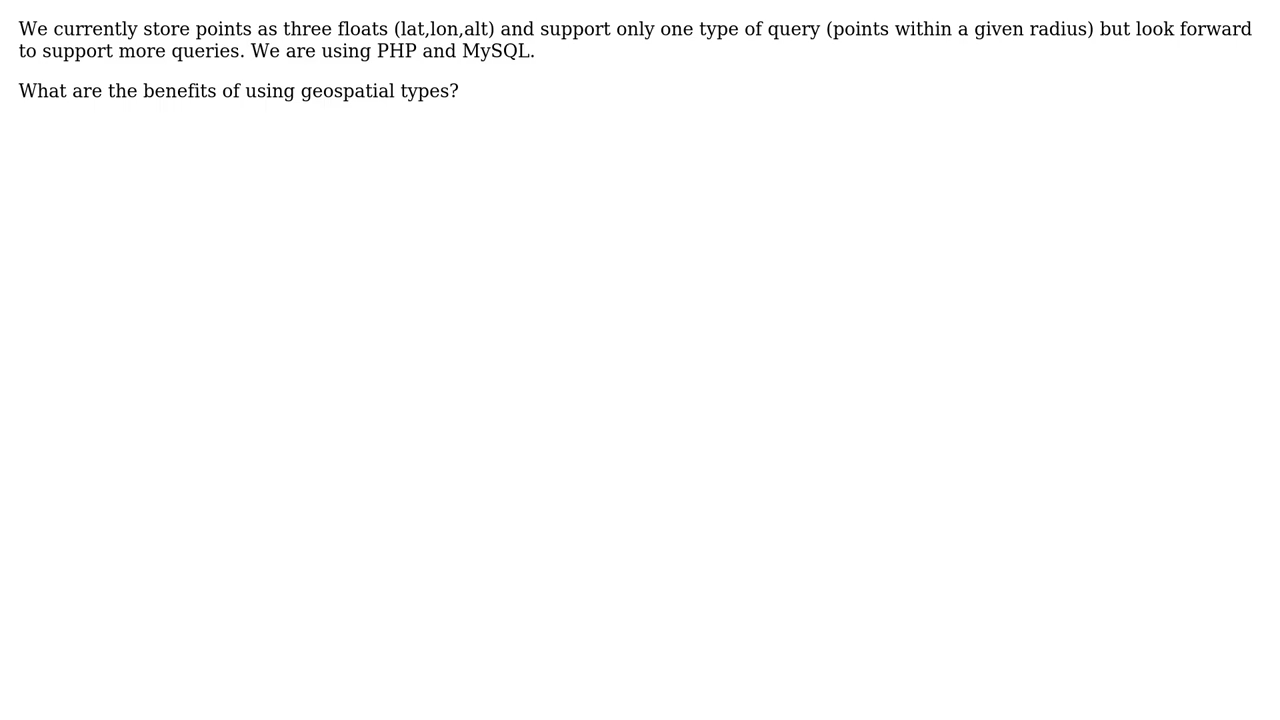 We currently store points as three floats (lat,lon,alt) and support only one type of query (points within a given radius) but look forward
to support more queries. We are using PHP and MySQL.
What are the benefits of using geospatial types?